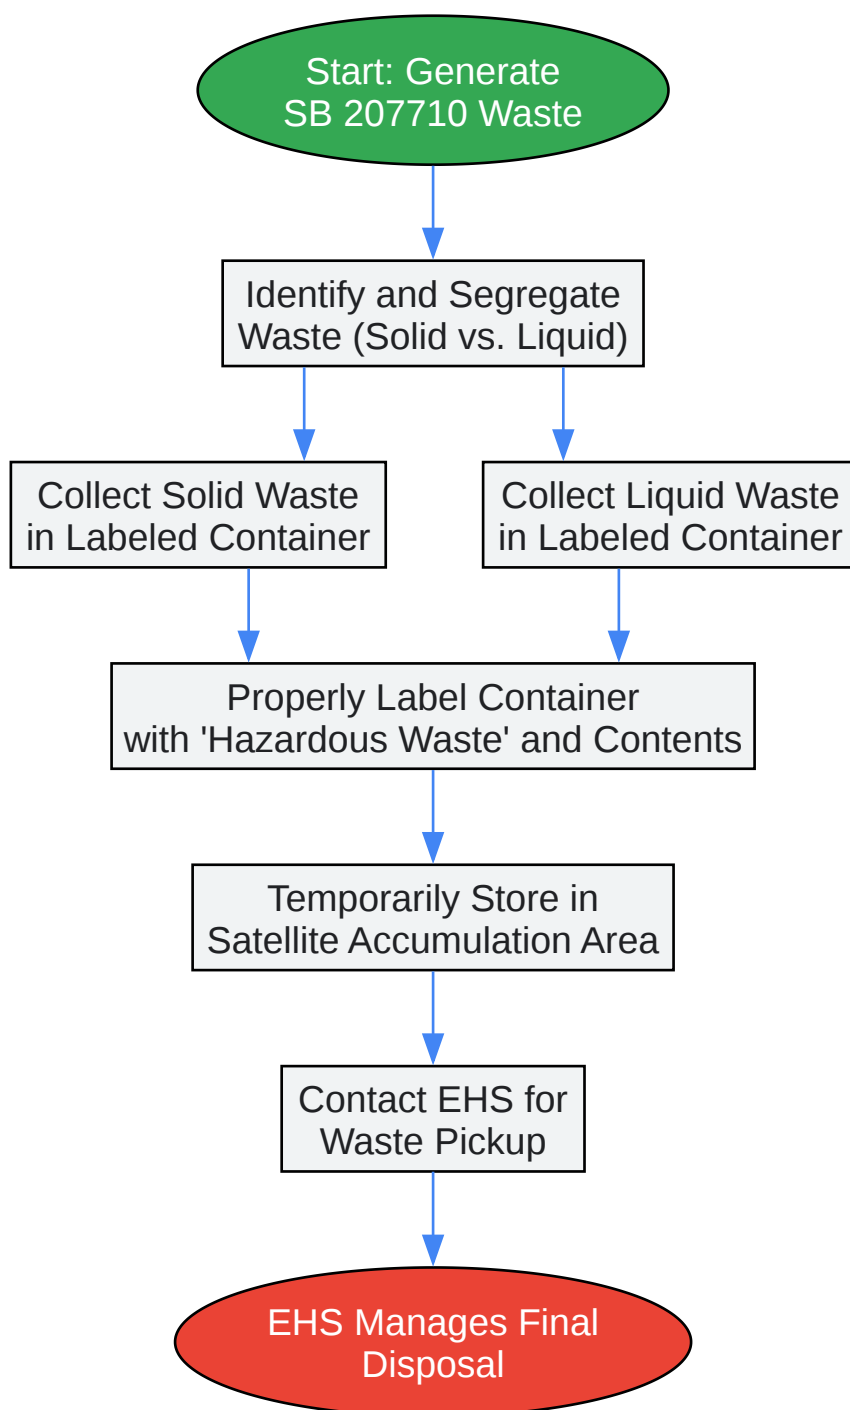 Start: Generate
SB 207710 Waste
Identify and Segregate
Waste (Solid vs. Liquid)
Collect Solid Waste
in Labeled Container
Collect Liquid Waste
in Labeled Container
Properly Label Container
with 'Hazardous Waste' and Contents
Temporarily Store in
Satellite Accumulation Area
Contact EHS for
Waste Pickup
EHS Manages Final
Disposal